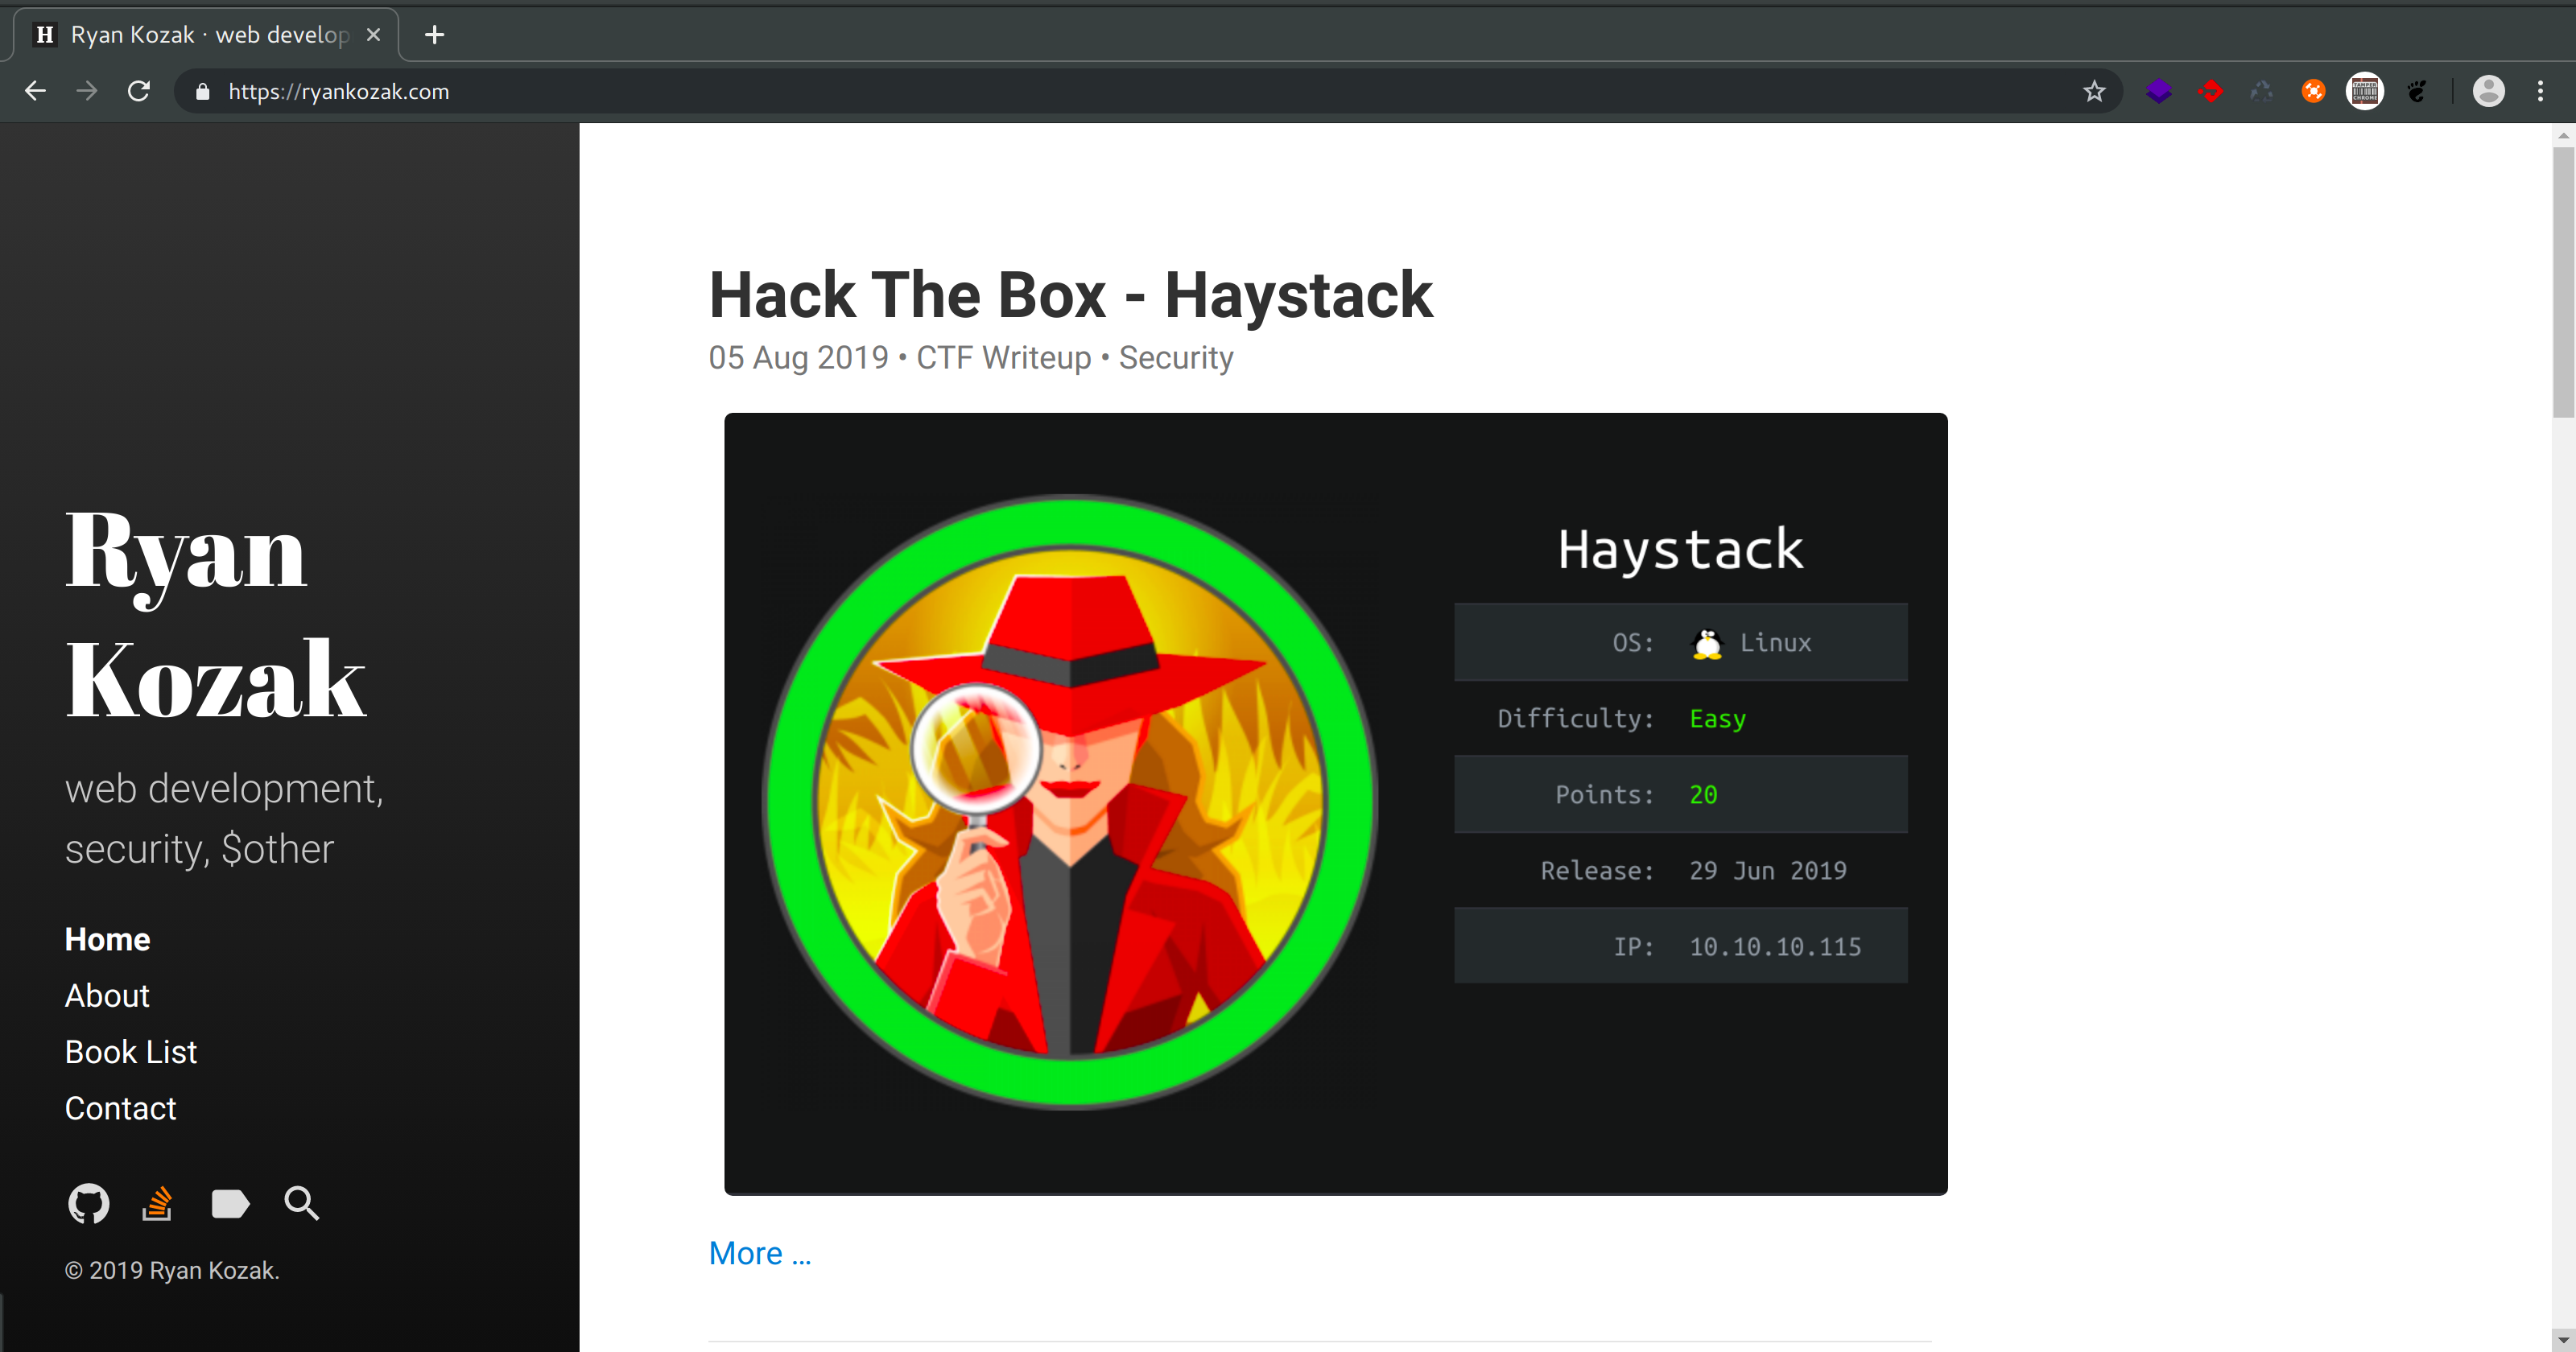 H Ryan Kozak · web develop
https://ryankozak.com
Ryan
Kozak
web development,
security, $other
Home
About
Book List
Contact
© 2019 Ryan Kozak.
Hack The Box - Haystack
05 Aug 2019 • CTF Writeup • Security
Haystack
OS: Linux
Difficulty: Easy
Points: 20
Release: 29 Jun 2019
IP: 10.10.10.115
More ...